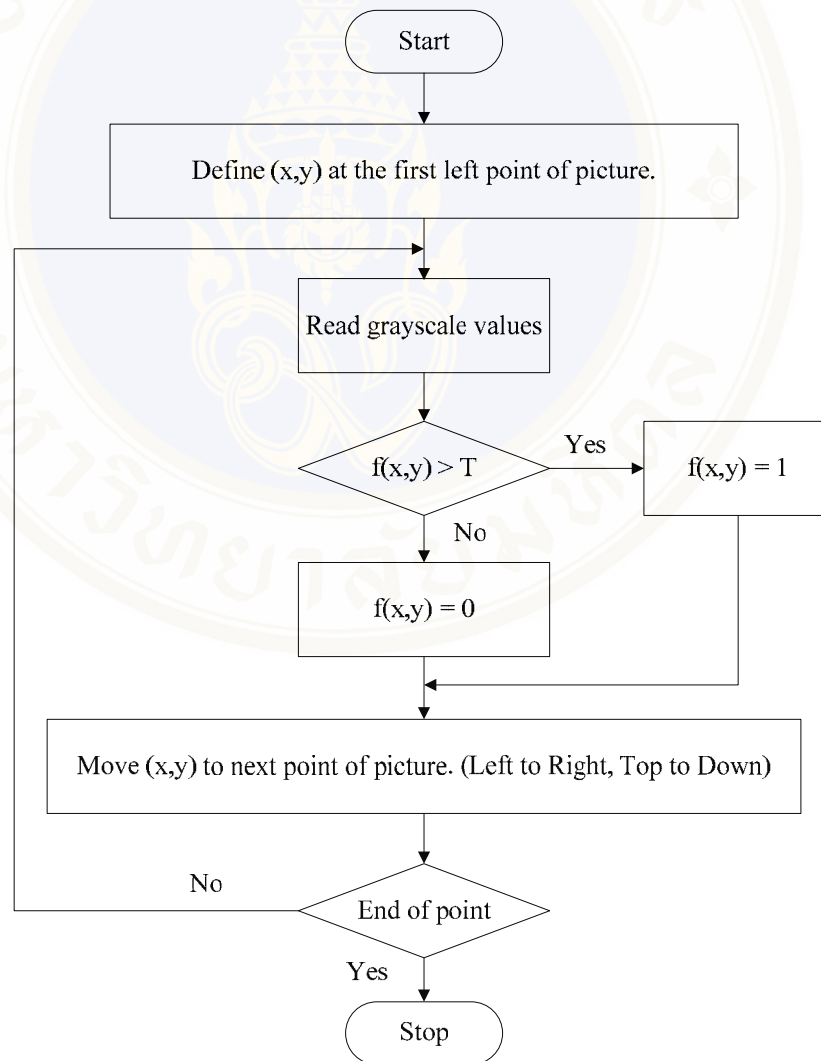 Start
Define (x,y) at the first left point of picture.
Read grayscale values
f(x,y) > T
Yes
f(x,y) = 1
No
f(x,y) = 0
Move (x,y) to next point of picture. (Left to Right, Top to Down)
No
End of point
Yes
Stop